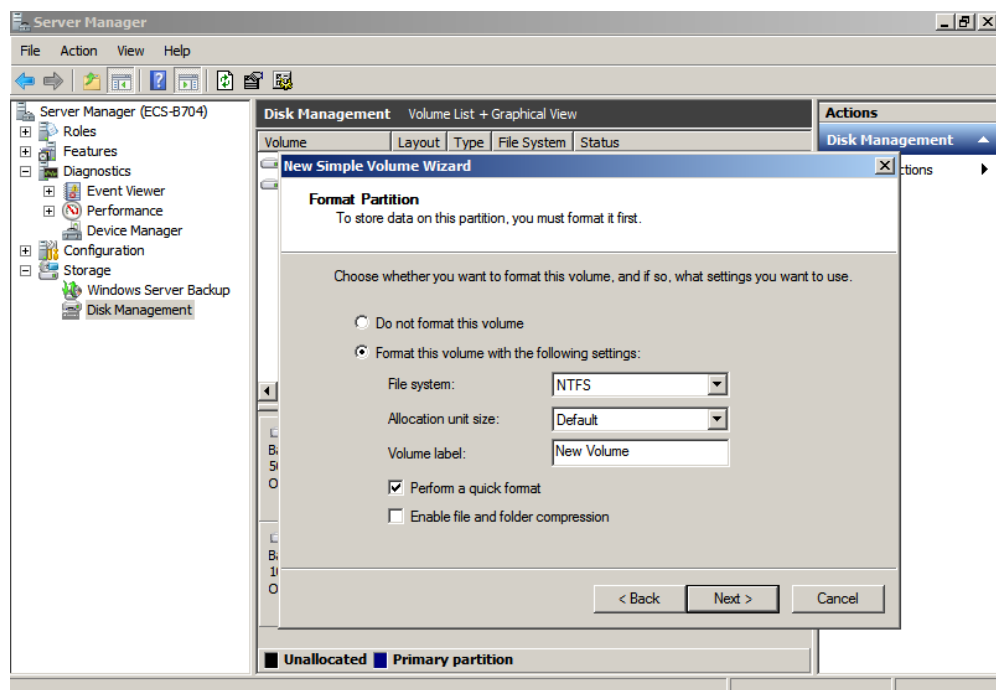 Server Manager
File Action View Help
Server Manager (ECS-B704)
Roles
Features
Diagnostics
Event Viewer
Performance
Device Manager
Configuration
Storage
Windows Server Backup
Disk Management
Disk Management Volume List + Graphical View
Volume Layout Type File System Status
Actions
Disk Management
New Simple Volume Wizard
Format Partition
To store data on this partition, you must format it first.
Choose whether you want to format this volume, and if so, what settings you want to use.
Do not format this volume
Format this volume with the following settings:
File system: NTFS
Allocation unit size: Default
Volume label: New Volume
Perform a quick format
Enable file and folder compression
< Back Next > Cancel
Unallocated Primary partition